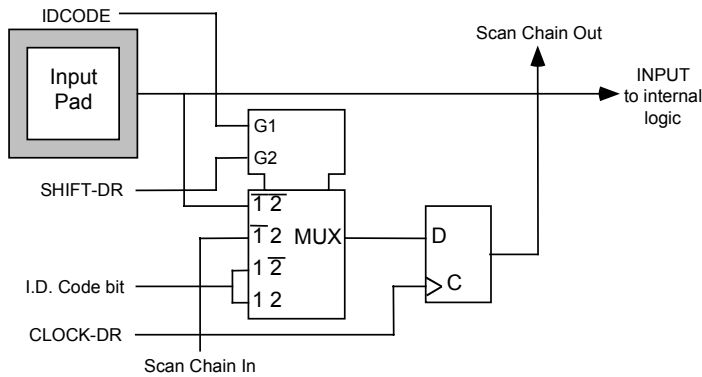 IDCODE
Scan Chain Out
Input
Pad
INPUT
to internal
logic
G1
G2
SHIFT-DR
1̅ 2̅
1̅ 2
MUX
D
1 2̅
I.D. Code bit
C
1 2
CLOCK-DR
Scan Chain In